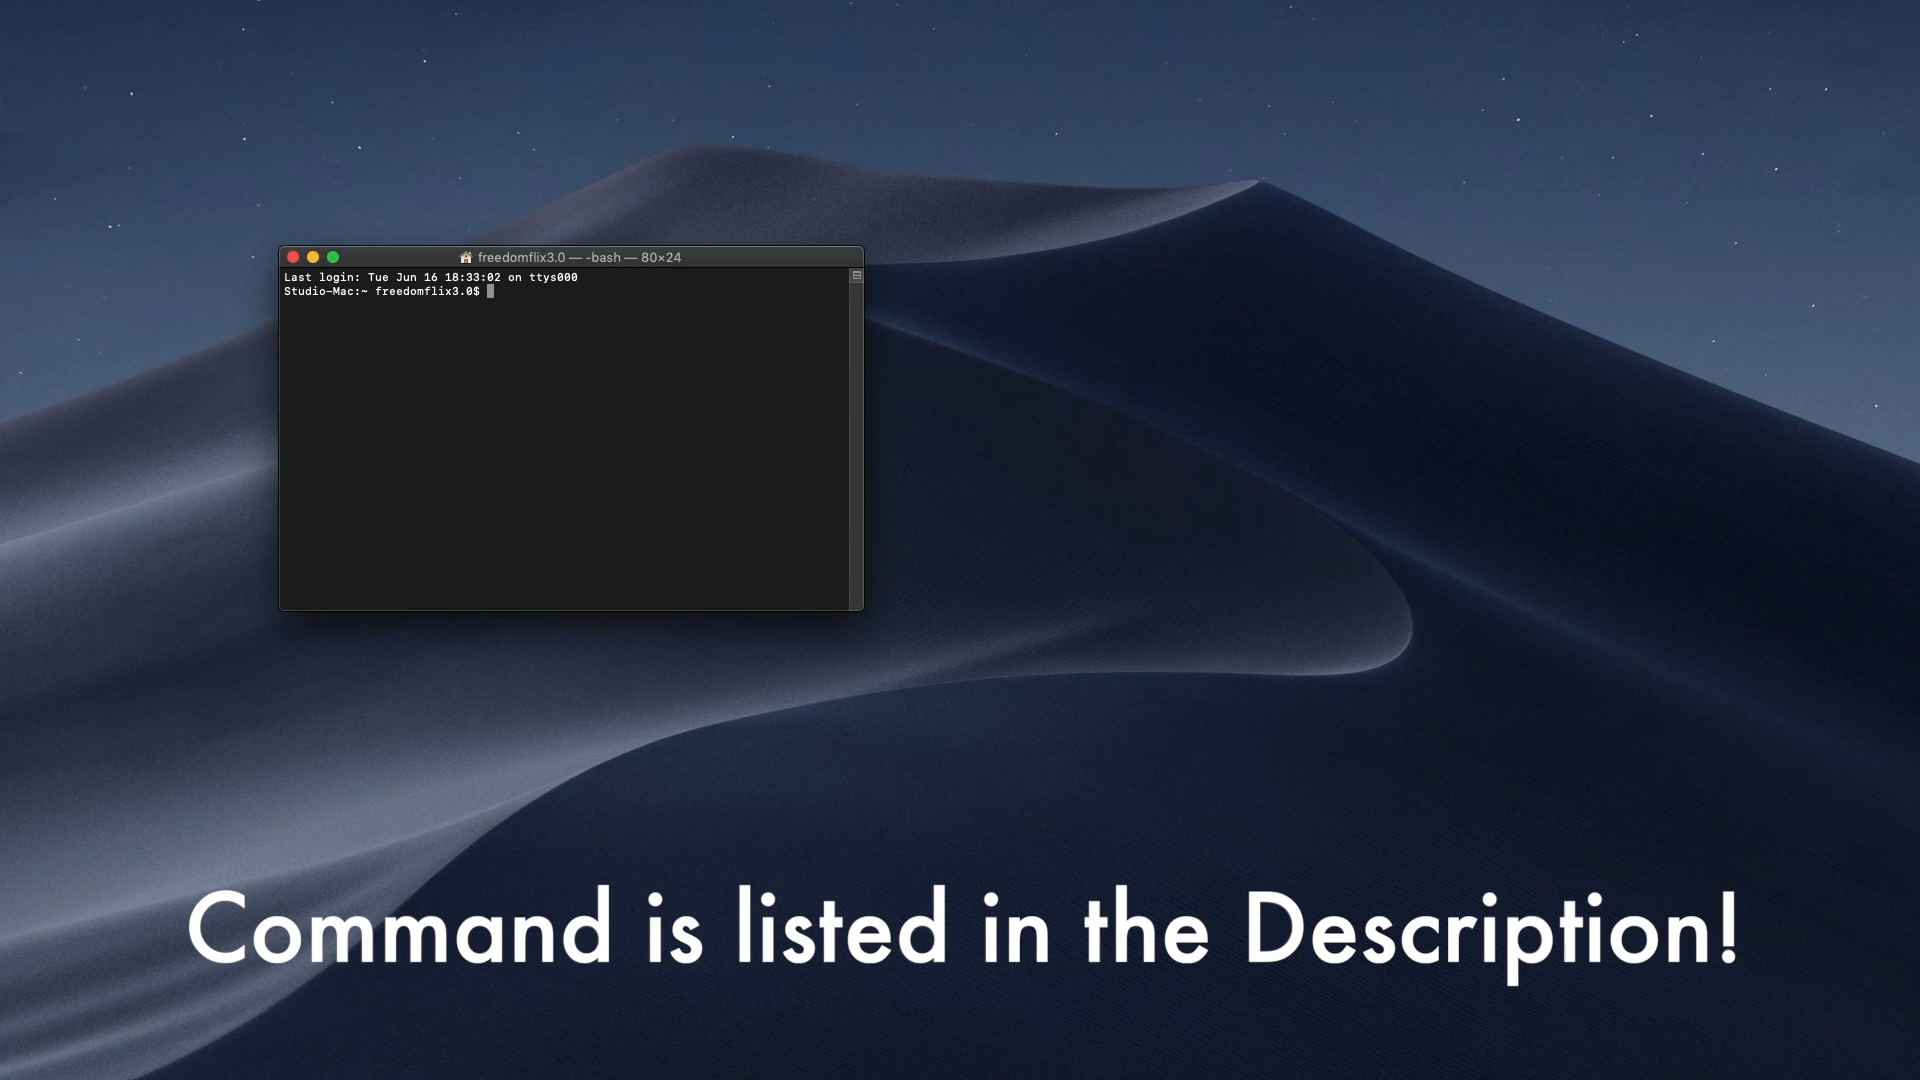 freedomflix3.0 — -bash — 80×24
Last login: Tue Jun 16 18:33:02 on ttys000
Studio-Mac:~ freedomflix3.0$
Command is listed in the Description!